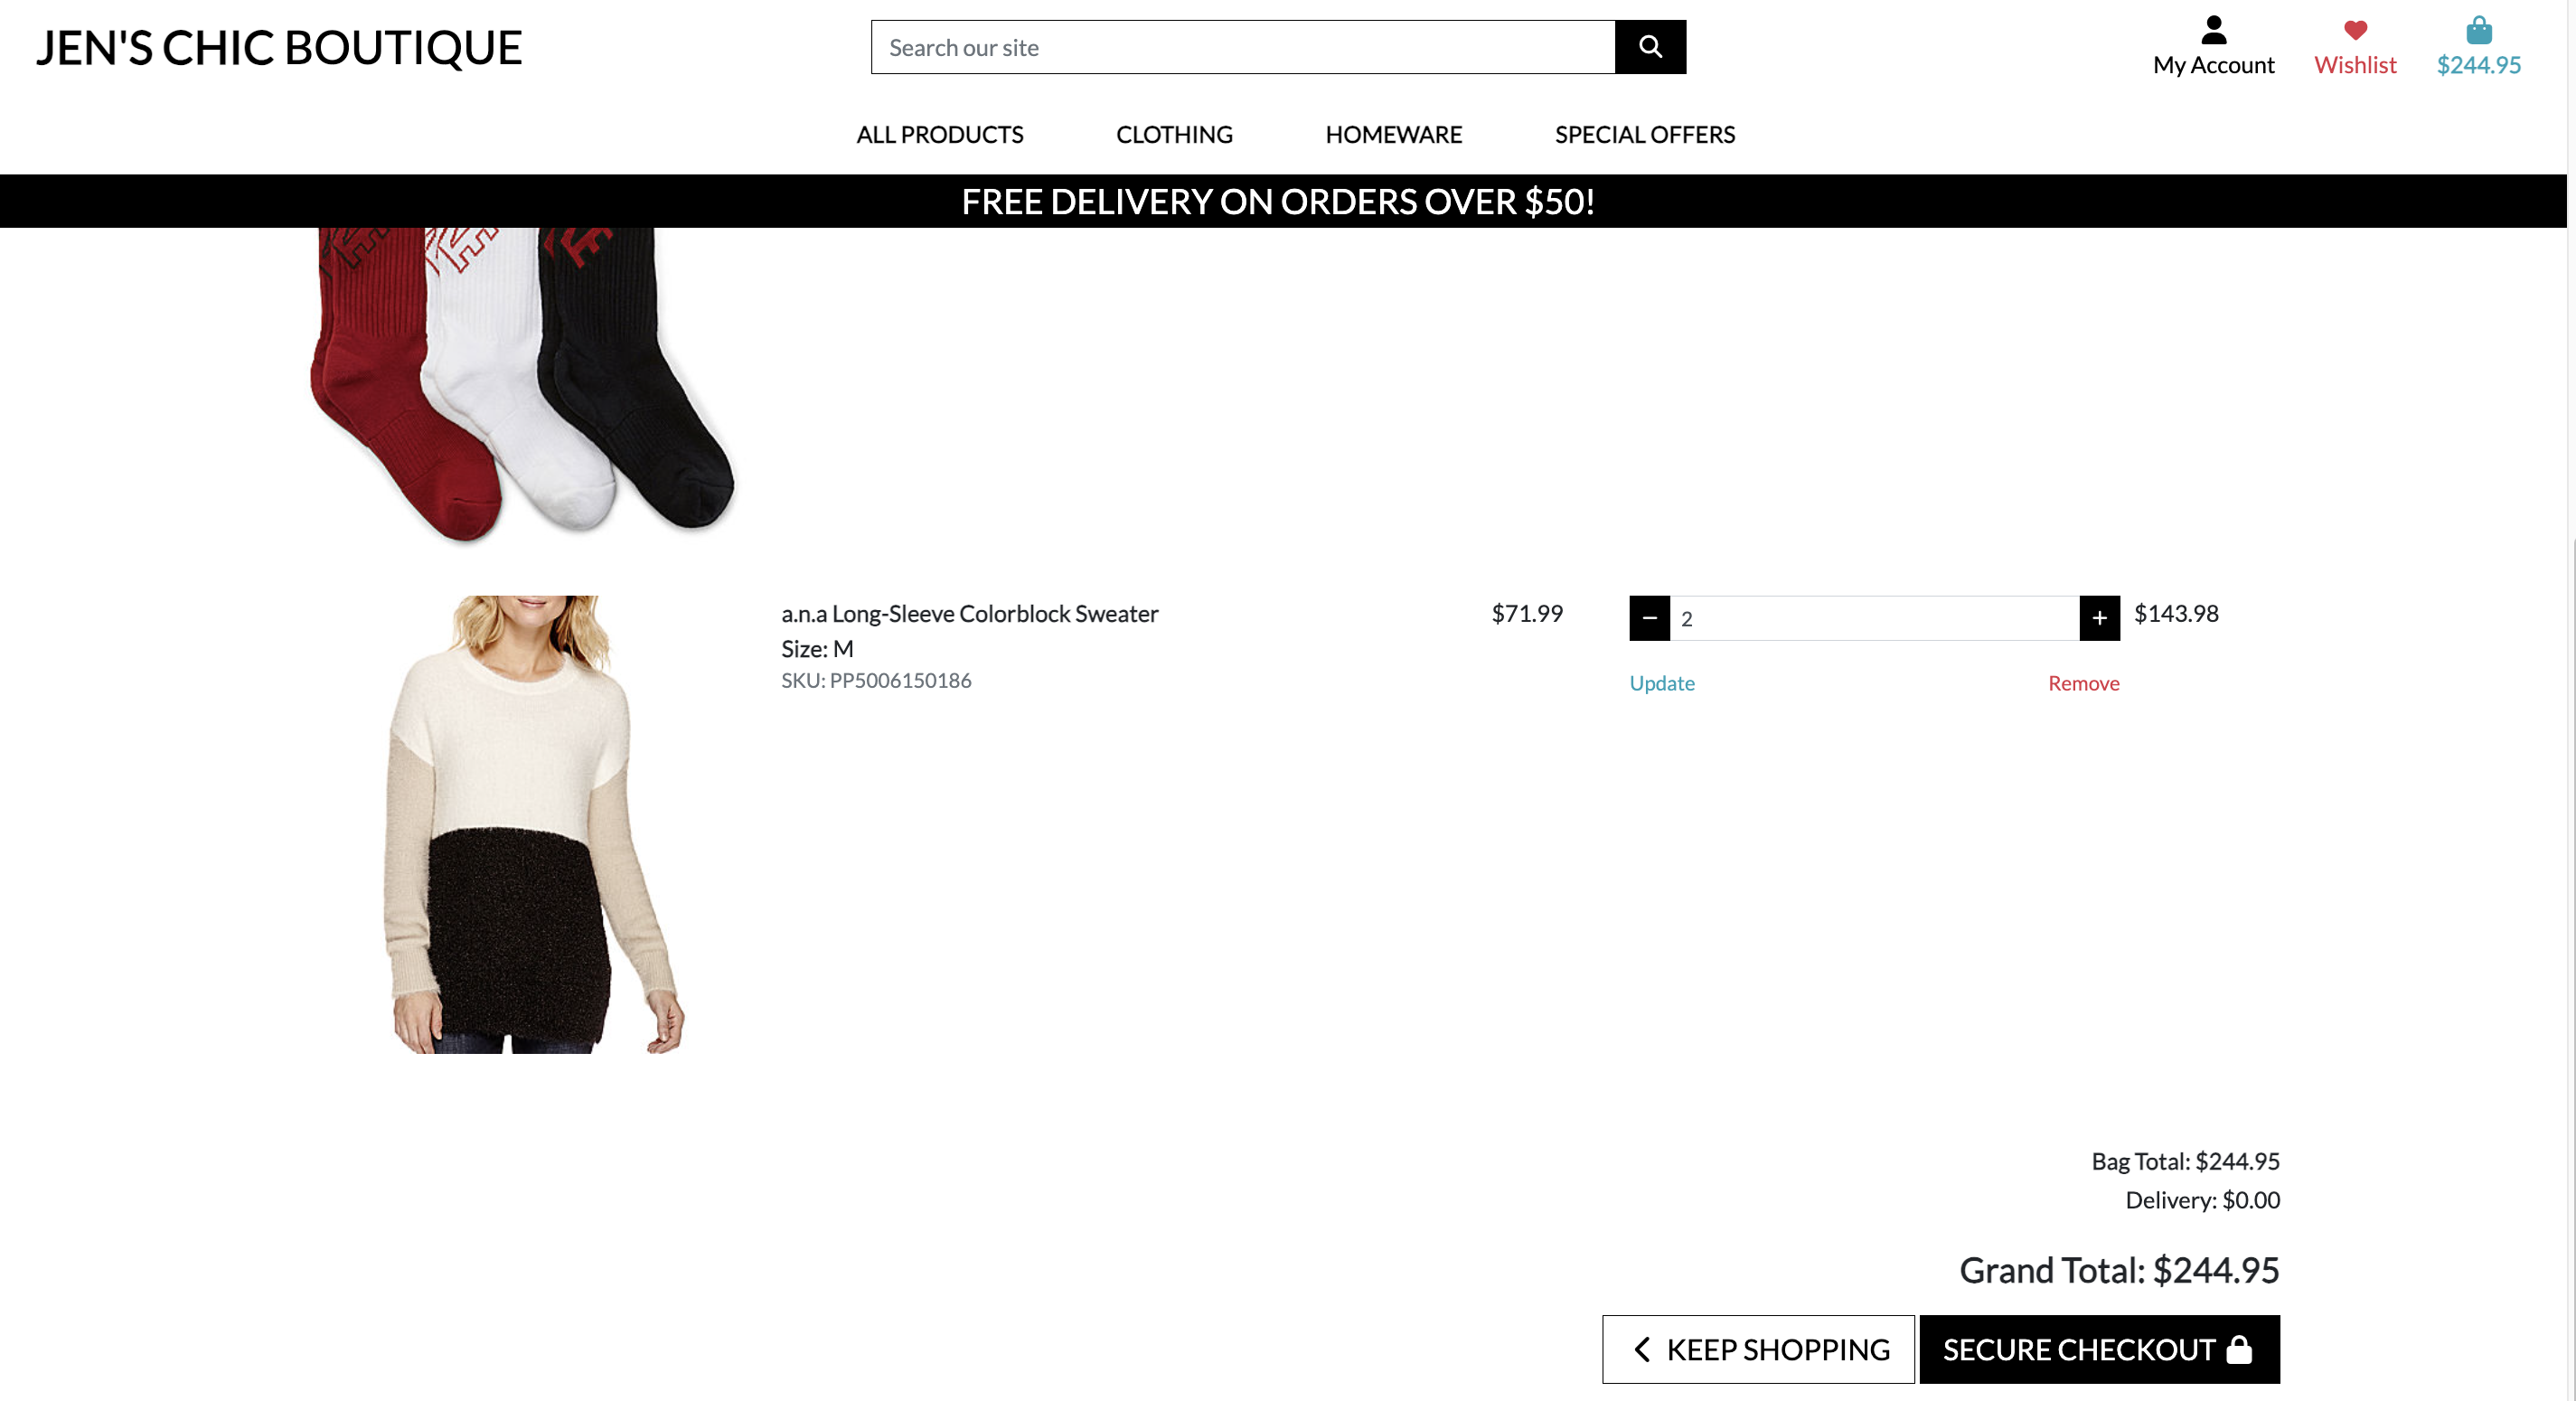 JEN'S CHIC BOUTIQUE
Search our site
My Account
Wishlist
$244.95
ALL PRODUCTS
CLOTHING
HOMEWARE
SPECIAL OFFERS
FREE DELIVERY ON ORDERS OVER $50!
a.n.a Long-Sleeve Colorblock Sweater
Size: M
SKU: PP5006150186
$71.99
− 2 +
$143.98
Update
Remove
Bag Total: $244.95
Delivery: $0.00
Grand Total: $244.95
KEEP SHOPPING
SECURE CHECKOUT